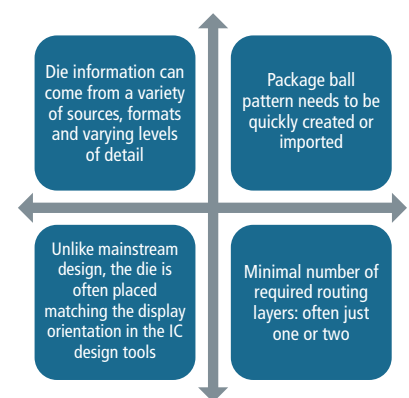 Die information can
come from a variety
of sources, formats
and varying levels
of detail
Package ball
pattern needs to be
quickly created or
imported
Unlike mainstream
design, the die is
often placed
matching the display
orientation in the IC
design tools
Minimal number of
required routing
layers: often just
one or two